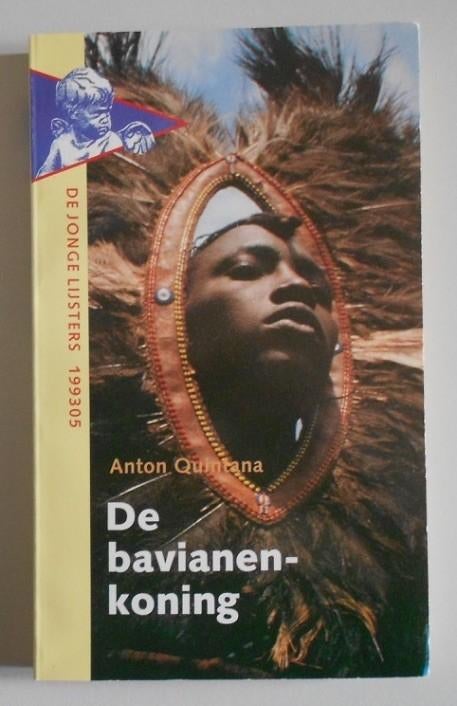 DE JONGE LIJSTERS 199305
Anton Quintana
De
bavianen-
koning